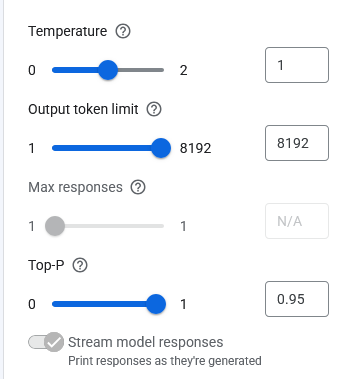 Temperature
0 2 1
Output token limit
1 8192 8192
Max responses
1 1 N/A
Top-P
0 1 0.95
Stream model responses
Print responses as they're generated